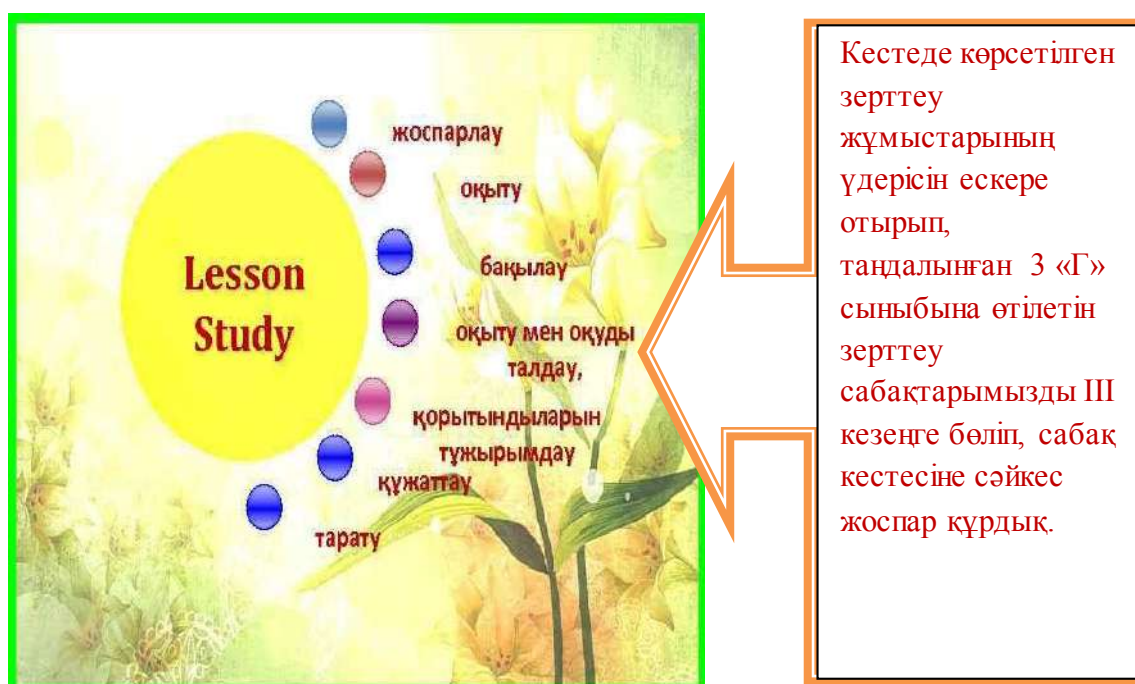 Lesson
Study
жоспарлау
оқыту
бақылау
оқыту мен оқуды
талдау,
қорытындыларын
тұжырымдау
құжаттау
тарату
Кестеде көрсетілген
зерттеу
жұмыстарының
үдерісін ескере
отырып,
таңдалынған 3 «Г»
сыныбына өтілетін
зерттеу
сабақтарымызды III
кезеңге бөліп, сабақ
кестесіне сәйкес
жоспар құрдық.